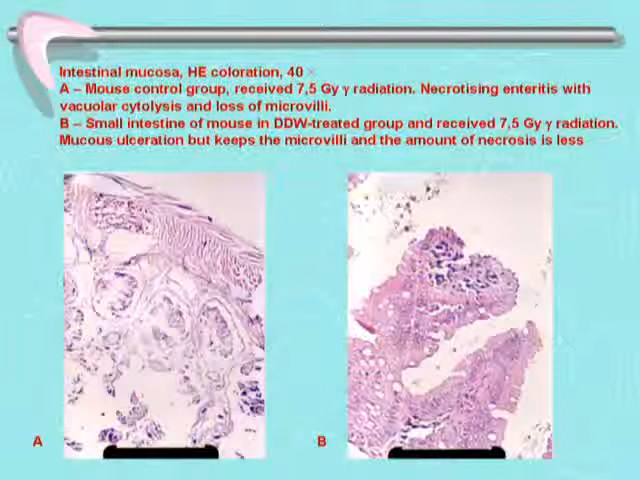 Intestinal mucosa, HE coloration, 40 ×
A – Mouse control group, received 7,5 Gy γ radiation. Necrotising enteritis with
vacuolar cytolysis and loss of microvilli.
B – Small intestine of mouse in DDW-treated group and received 7,5 Gy γ radiation.
Mucous ulceration but keeps the microvilli and the amount of necrosis is less
A
B